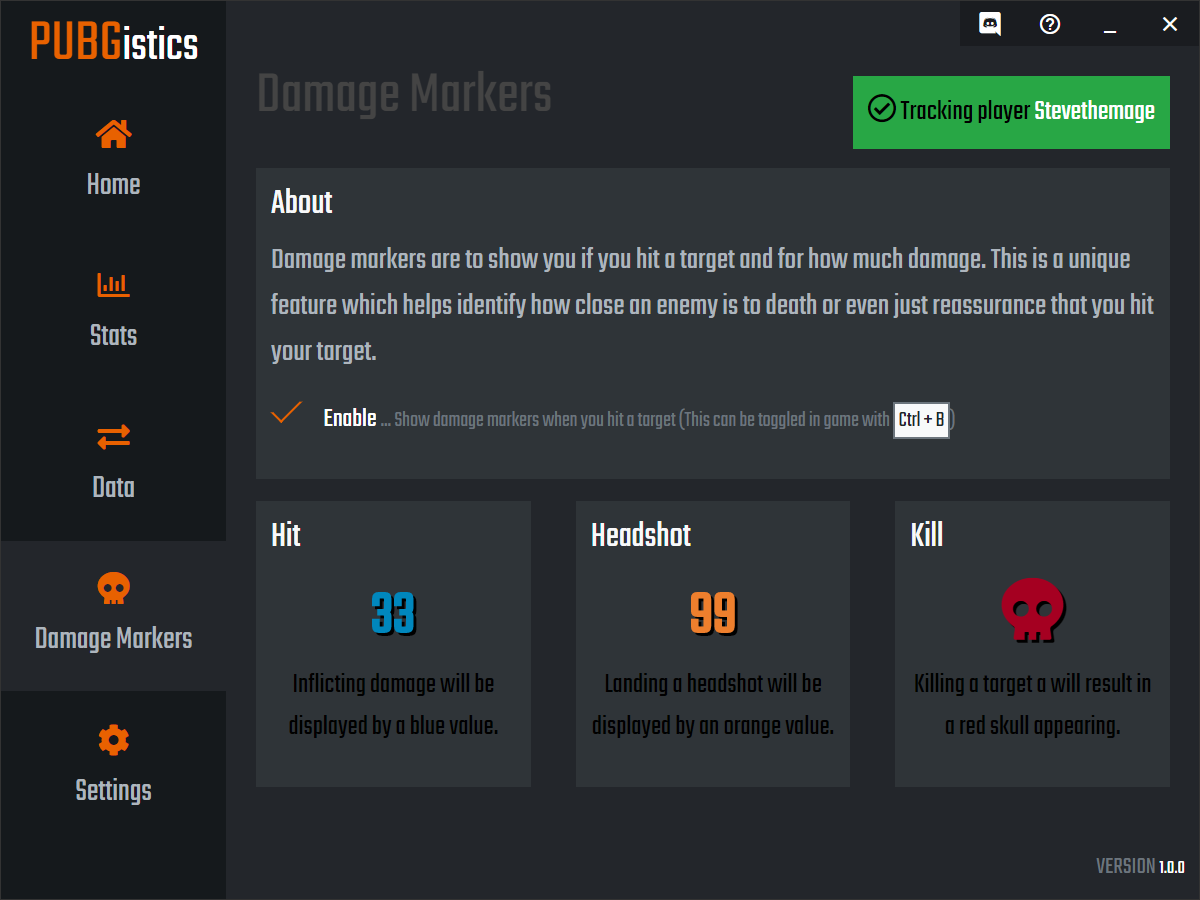 PUBGistics
Home
Stats
Data
Damage Markers
Settings
Damage Markers
Tracking player Stevethemage
About
Damage markers are to show you if you hit a target and for how much damage. This is a unique
feature which helps identify how close an enemy is to death or even just reassurance that you hit
your target.
Enable ... Show damage markers when you hit a target (This can be toggled in game with Ctrl + B)
Hit
33
Inflicting damage will be
displayed by a blue value.
Headshot
99
Landing a headshot will be
displayed by an orange value.
Kill
Killing a target a will result in
a red skull appearing.
VERSION 1.0.0